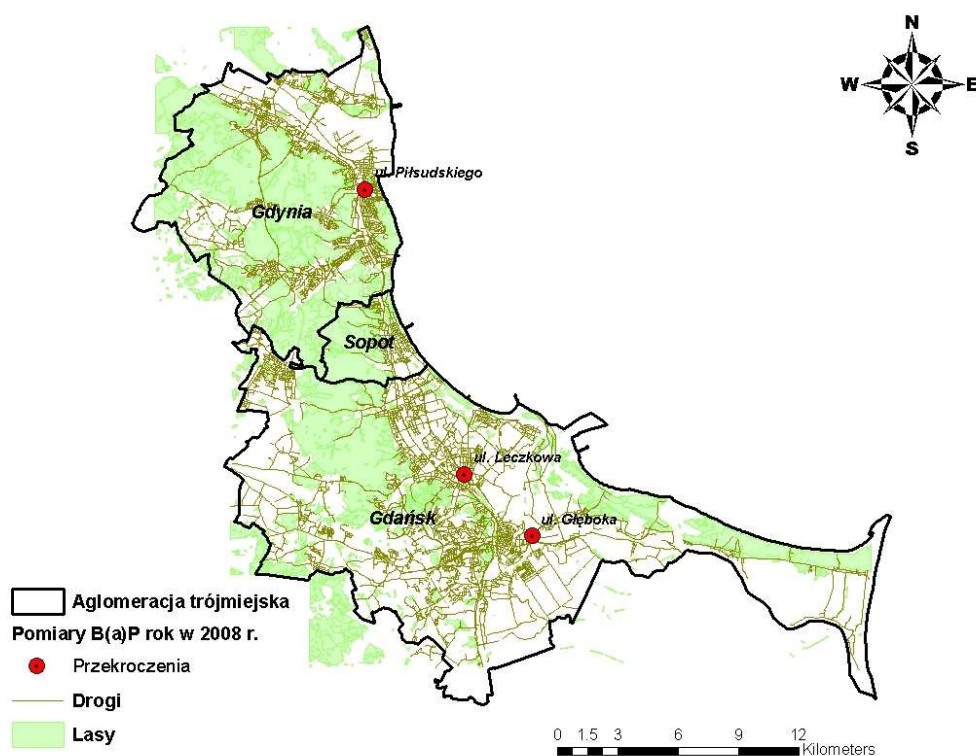 N
W
E
S
ul. Piłsudskiego
Gdynia
Sopot
ul. Leczkowa
Gdańsk
ul. Głęboka
Aglomeracja trójmiejska
Pomiary B(a)P rok w 2008 r.
Przekroczenia
Drogi
Lasy
0 1.5 3 6 9 12
Kilometers